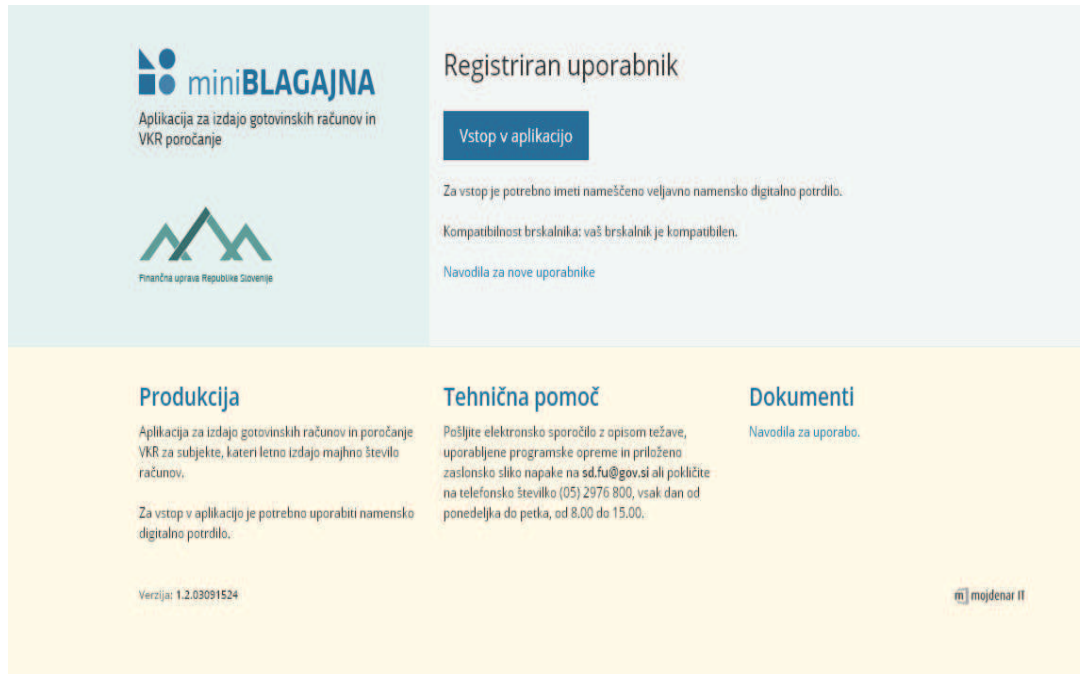 miniBLAGAJNA
Aplikacija za izdajo gotovinskih računov in
VKR poročanje
Finančna uprava Republike Slovenije
Registriran uporabnik
Vstop v aplikacijo
Za vstop je potrebno imeti nameščeno veljavno namensko digitalno potrdilo.
Kompatibilnost brskalnika: vaš brskalnik je kompatibilen.
Navodila za nove uporabnike
Produkcija
Aplikacija za izdajo gotovinskih računov in poročanje
VKR za subjekte, kateri letno izdajo majhno število
računov.
Za vstop v aplikacijo je potrebno uporabiti namensko
digitalno potrdilo.
Tehnična pomoč
Pošljite elektronsko sporočilo z opisom težave,
uporabljene programske opreme in priloženo
zaslonsko sliko napake na sd.fu@gov.si ali pokličite
na telefonsko številko (05) 2976 800, vsak dan od
ponedeljka do petka, od 8.00 do 15.00.
Dokumenti
Navodila za uporabo.
Verzija: 1.2.03091524
m mojdenar IT